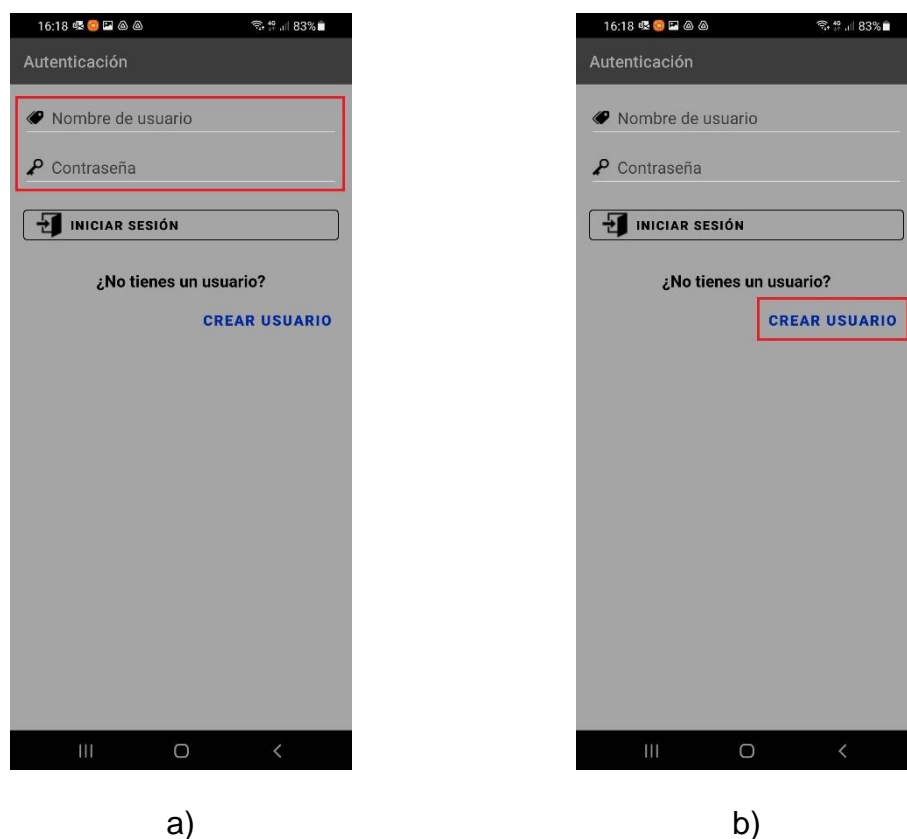 16:18 83%
Autenticación
Nombre de usuario
Contraseña
INICIAR SESIÓN
¿No tienes un usuario?
CREAR USUARIO
a)
16:18 83%
Autenticación
Nombre de usuario
Contraseña
INICIAR SESIÓN
¿No tienes un usuario?
CREAR USUARIO
b)